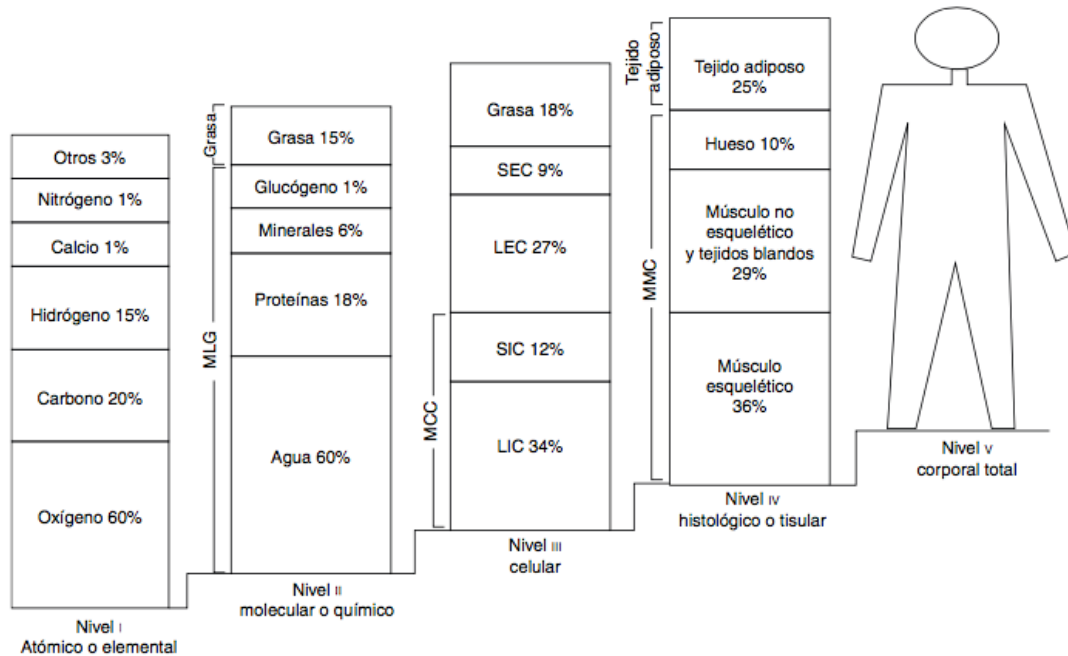 Otros 3%
Nitrógeno 1%
Calcio 1%
Hidrógeno 15%
Carbono 20%
Oxígeno 60%
Nivel I
Atómico o elemental
Grasa
MLG
Grasa 15%
Glucógeno 1%
Minerales 6%
Proteínas 18%
Agua 60%
Nivel II
molecular o químico
MCC
Grasa 18%
SEC 9%
LEC 27%
SIC 12%
LIC 34%
Nivel III
celular
Tejido
adiposo
MMC
Tejido adiposo
25%
Hueso 10%
Músculo no
esquelético
y tejidos blandos
29%
Músculo
esquelético
36%
Nivel IV
histológico o tisular
Nivel V
corporal total